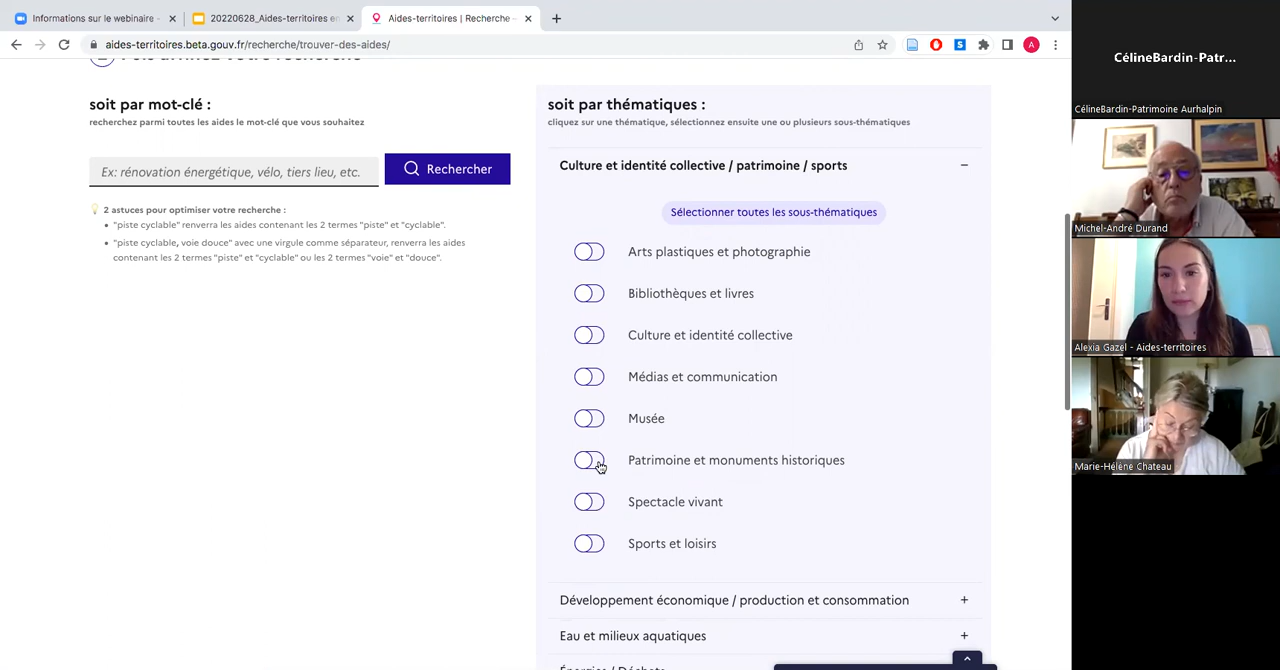 Informations sur le webinaire -
20220628_Aides-territoires en
Aides-territoires | Recherche -
aides-territoires.beta.gouv.fr/recherche/trouver-des-aides/
A
soit par mot-clé :
recherchez parmi toutes les aides le mot-clé que vous souhaitez
Ex: rénovation énergétique, vélo, tiers lieu, etc.
Rechercher
2 astuces pour optimiser votre recherche :
"piste cyclable" renverra les aides contenant les 2 termes "piste" et "cyclable".
"piste cyclable, voie douce" avec une virgule comme séparateur, renverra les aides
contenant les 2 termes "piste" et "cyclable" ou les 2 termes "voie" et "douce".
soit par thématiques :
cliquez sur une thématique, sélectionnez ensuite une ou plusieurs sous-thématiques
Culture et identité collective / patrimoine / sports
Sélectionner toutes les sous-thématiques
Arts plastiques et photographie
Bibliothèques et livres
Culture et identité collective
Médias et communication
Musée
Patrimoine et monuments historiques
Spectacle vivant
Sports et loisirs
Développement économique / production et consommation
Eau et milieux aquatiques
CélineBardin-Patr...
CélineBardin-Patrimoine Aurhalpin
Michel-André Durand
Alexia Gazel - Aides-territoires
Marie-Hélène Chateau